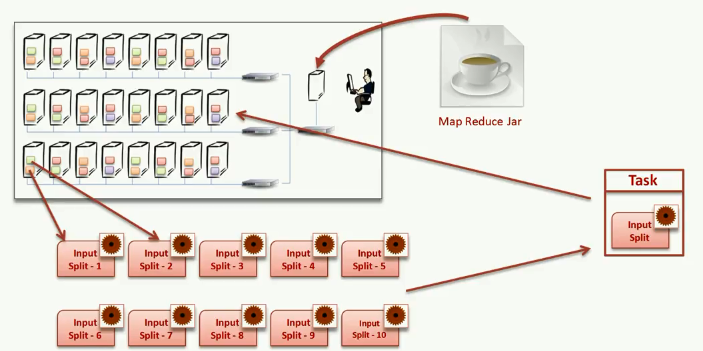 Map Reduce Jar
Task
Input
Split
Input
Split - 1
Input
Split - 2
Input
Split - 3
Input
Split - 4
Input
Split - 5
Input
Split - 6
Input
Split - 7
Input
Split - 8
Input
Split - 9
Input
Split - 10